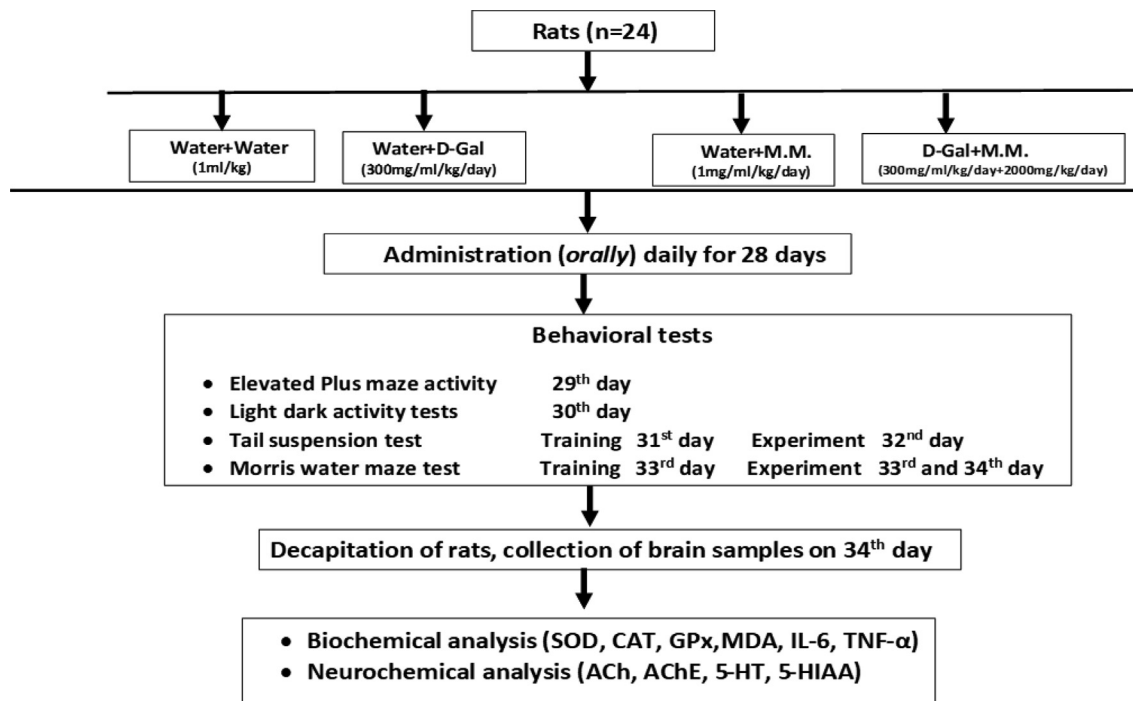 Rats (n=24)
Water+Water
(1ml/kg)
Water+D-Gal
(300mg/ml/kg/day)
Water+M.M.
(1mg/ml/kg/day)
D-Gal+M.M.
(300mg/ml/kg/day+2000mg/kg/day)
Administration (orally) daily for 28 days
Behavioral tests
• Elevated Plus maze activity 29th day
• Light dark activity tests 30th day
• Tail suspension test Training 31st day Experiment 32nd day
• Morris water maze test Training 33rd day Experiment 33rd and 34th day
Decapitation of rats, collection of brain samples on 34th day
• Biochemical analysis (SOD, CAT, GPx,MDA, IL-6, TNF-α)
• Neurochemical analysis (ACh, AChE, 5-HT, 5-HIAA)